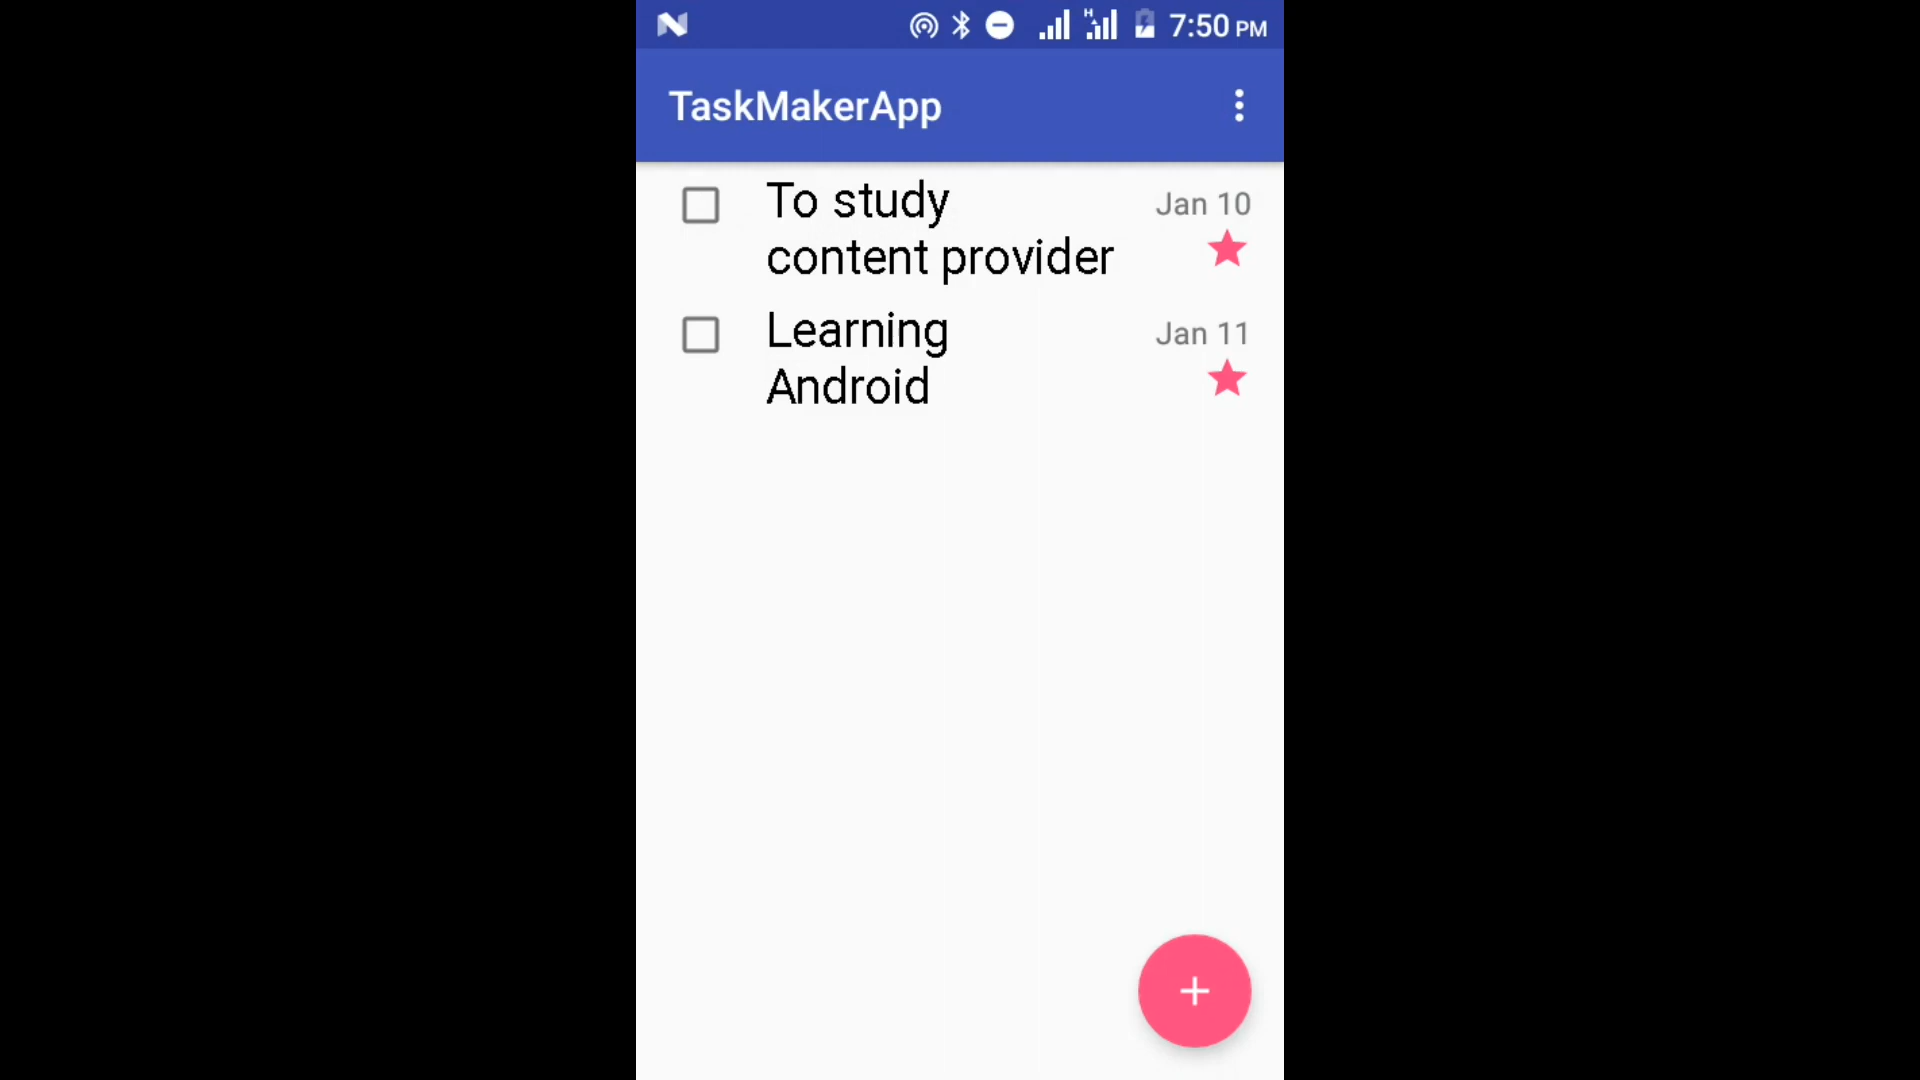 7:50 PM
TaskMakerApp
To study
content provider
Jan 10
Learning
Android
Jan 11